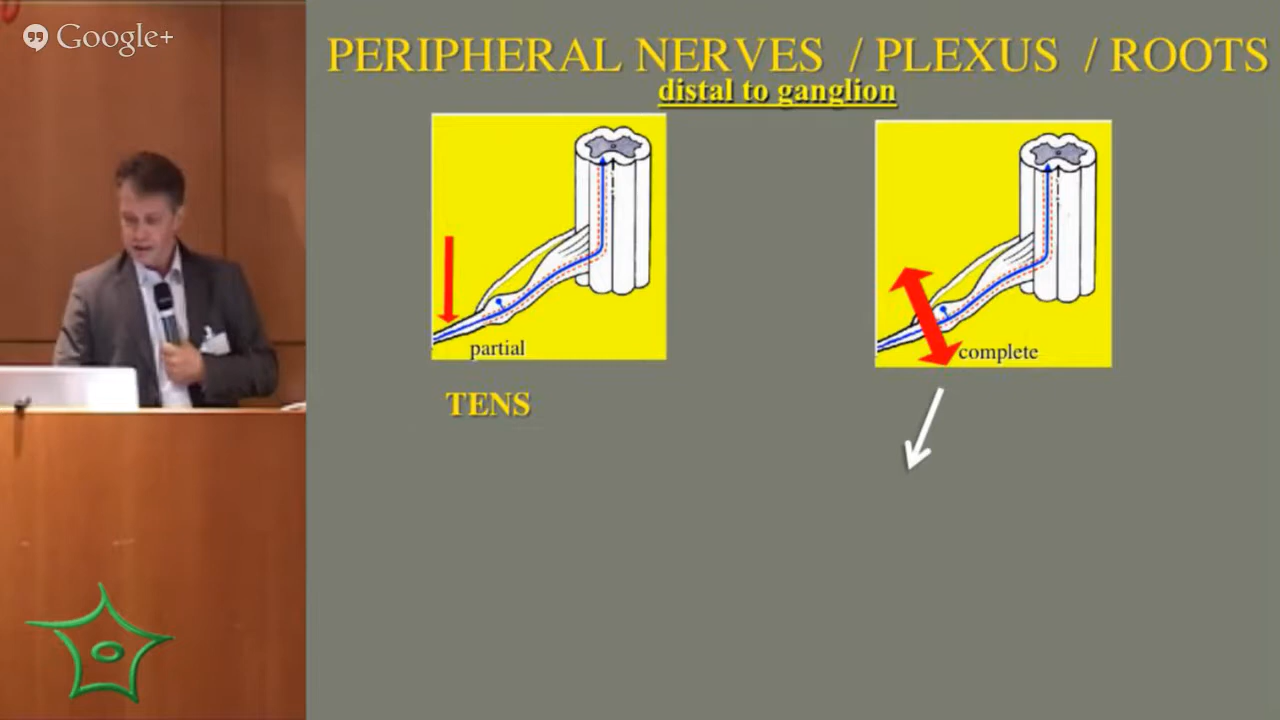 Google+
PERIPHERAL NERVES / PLEXUS / ROOTS
distal to ganglion
partial
complete
TENS